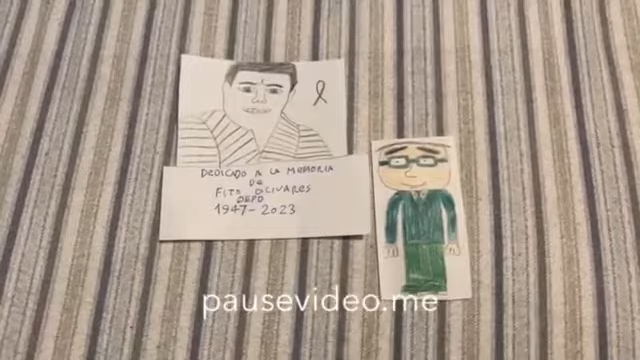 DEDICADO A LA MEMORIA
DE
FITO OLIVARES
DEPD
1947-2023
pausevideo.me